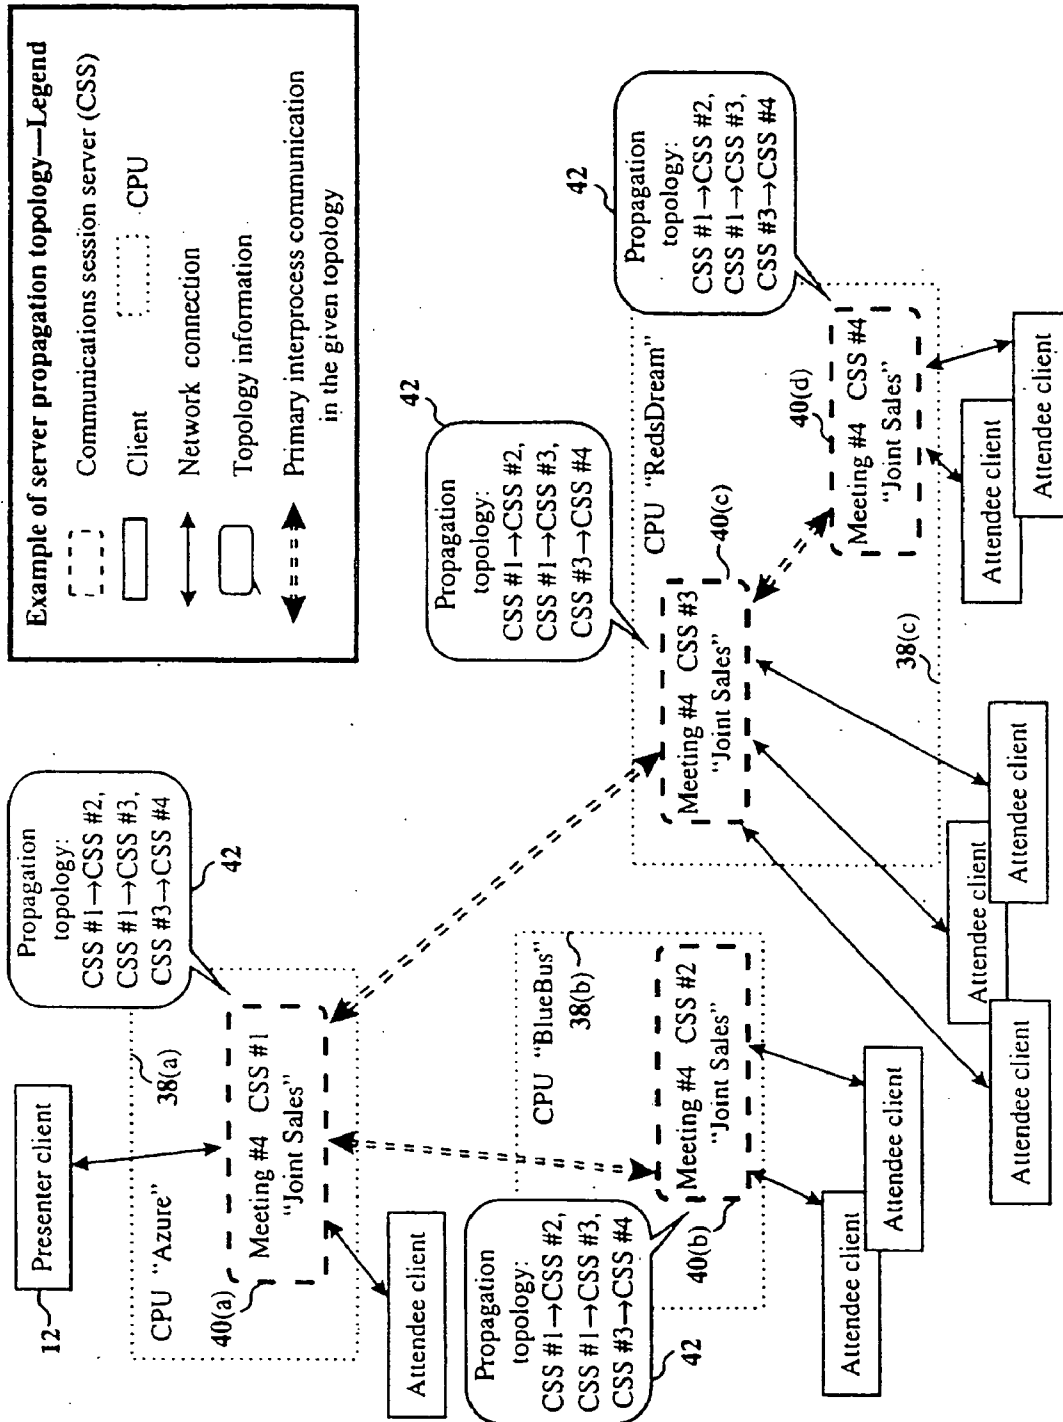 Example of server propagation topology—Legend
Communications session server (CSS)
Client
CPU
Network connection
Topology information
Primary interprocess communication
in the given topology
12
Presenter client
38(a)
CPU "Azure"
Propagation
topology:
CSS #1→CSS #2,
CSS #1→CSS #3,
CSS #3→CSS #4
42
40(a)
Meeting #4 CSS #1
"Joint Sales"
Attendee client
Propagation
topology:
CSS #1→CSS #2,
CSS #1→CSS #3,
CSS #3→CSS #4
42
CPU "BlueBus"
38(b)
40(b)
Meeting #4 CSS #2
"Joint Sales"
Attendee client
Attendee client
Propagation
topology:
CSS #1→CSS #2,
CSS #1→CSS #3,
CSS #3→CSS #4
42
CPU "RedsDream"
40(c)
Meeting #4 CSS #3
"Joint Sales"
38(c)
Attendee client
Attendee client
Attendee client
Propagation
topology:
CSS #1→CSS #2,
CSS #1→CSS #3,
CSS #3→CSS #4
42
40(d)
Meeting #4 CSS #4
"Joint Sales"
Attendee client
Attendee client